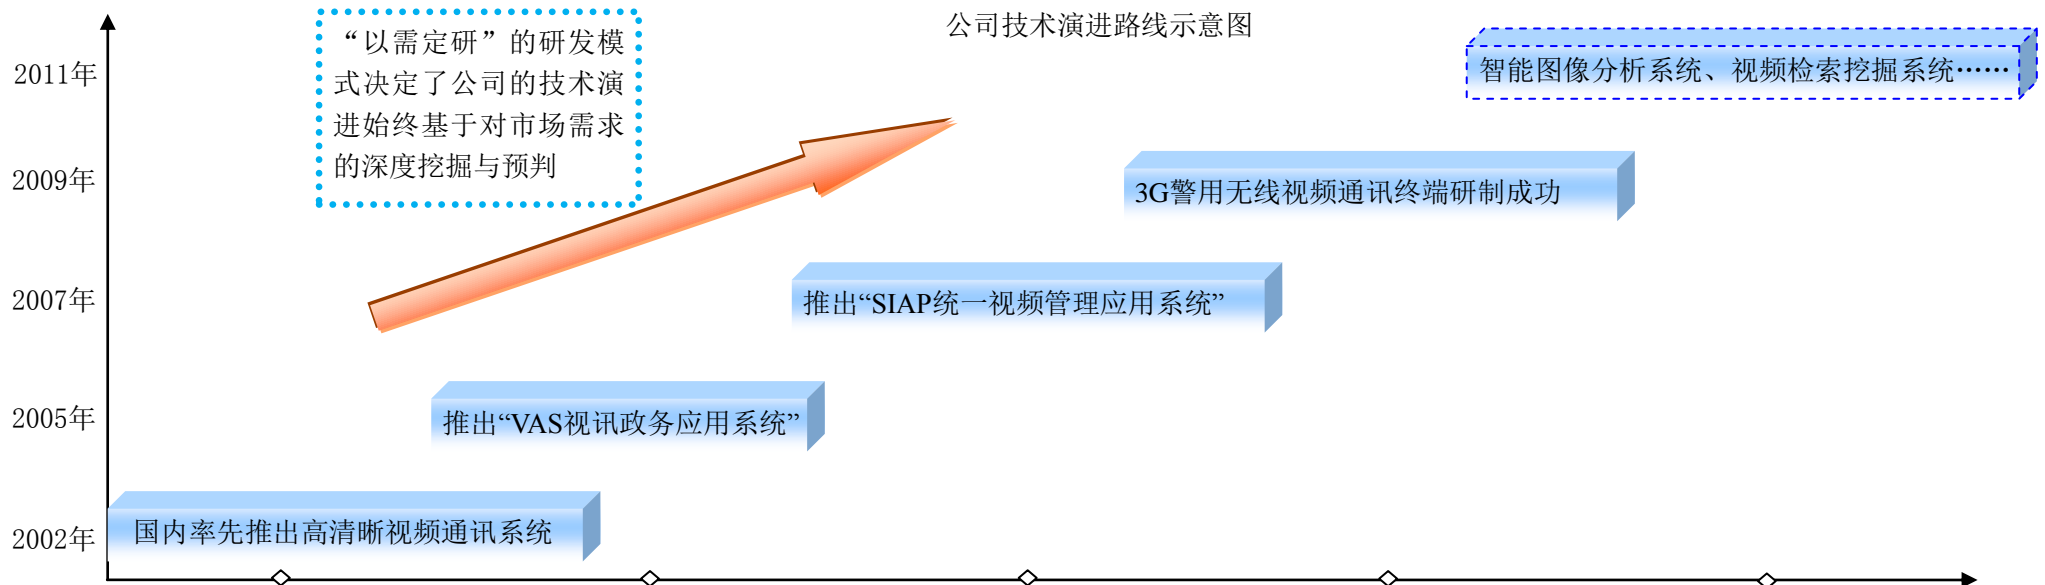 公司技术演进路线示意图
“以需定研”的研发模
式决定了公司的技术演
进始终基于对市场需求
的深度挖掘与预判
2011年
智能图像分析系统、视频检索挖掘系统……
2009年
3G警用无线视频通讯终端研制成功
2007年
推出“SIAP统一视频管理应用系统”
2005年
推出“VAS视讯政务应用系统”
2002年
国内率先推出高清晰视频通讯系统